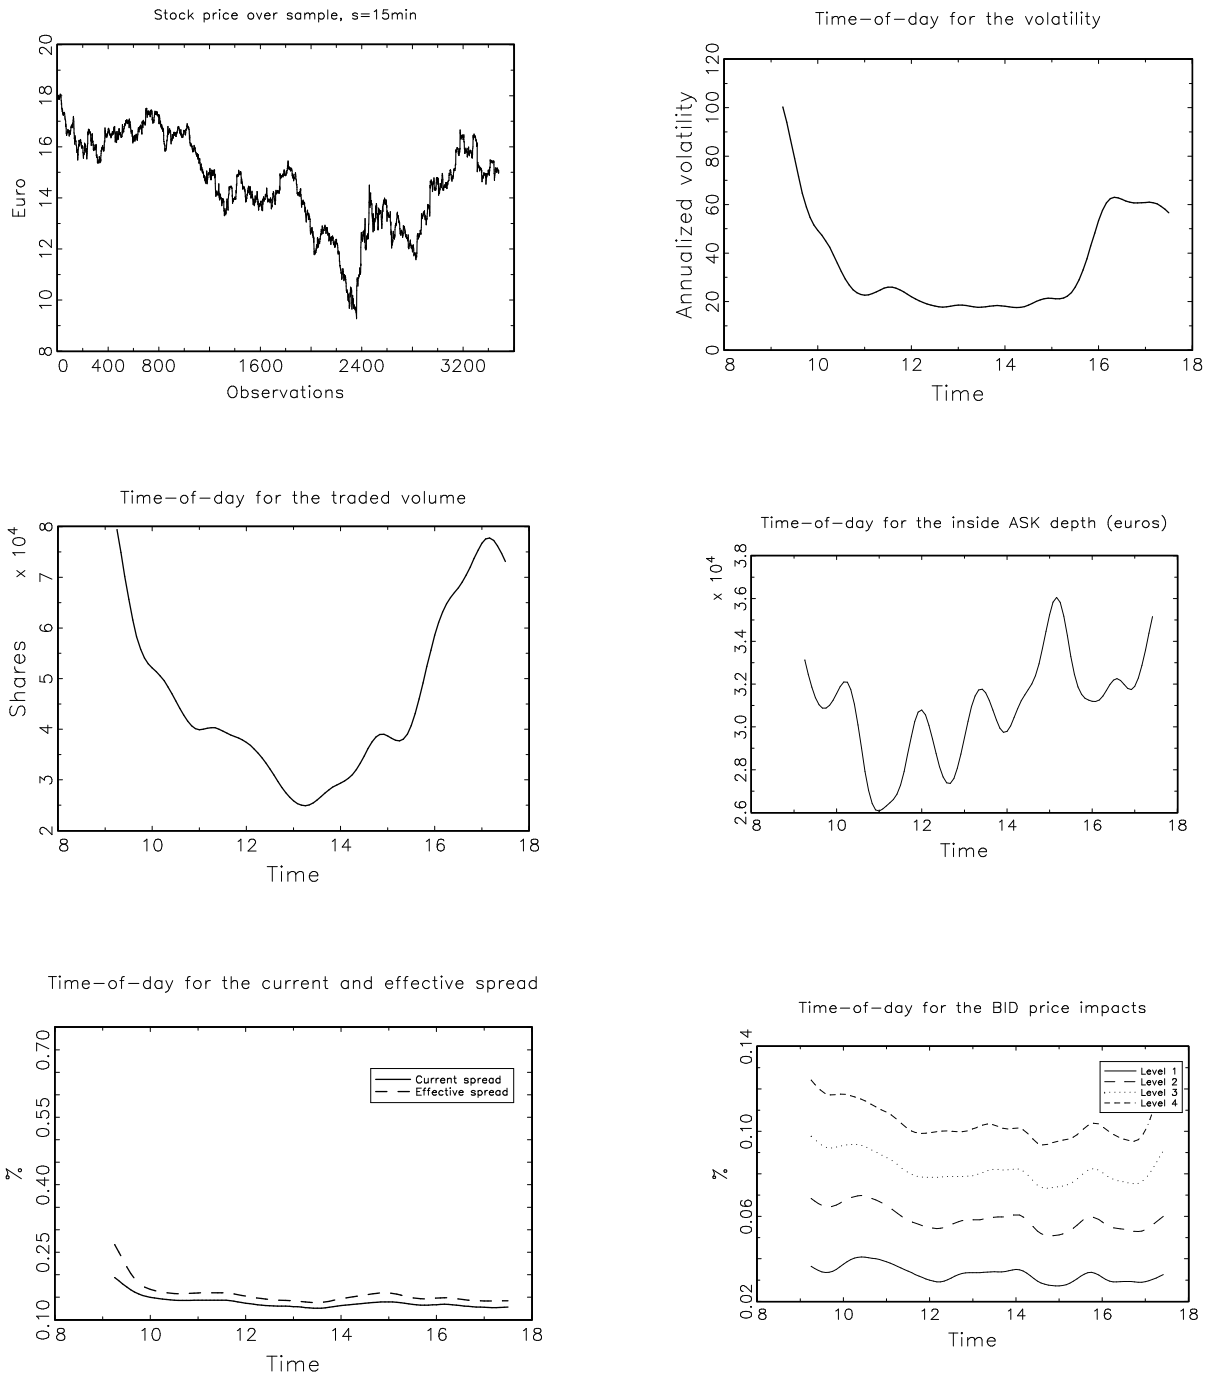 Stock price over sample, s=15min
20
18
16
14
12
10
8
Euro
0 400 800 1600 2400 3200
Observations
Time-of-day for the volatility
120
100
80
60
40
20
0
Annualized volatility
8 10 12 14 16 18
Time
Time-of-day for the traded volume
x 10⁴
8
7
6
5
4
3
2
Shares
8 10 12 14 16 18
Time
Time-of-day for the inside ASK depth (euros)
x 10⁴
3.8
3.6
3.4
3.2
3.0
2.8
2.6
8 10 12 14 16 18
Time
Time-of-day for the current and effective spread
0.70
0.55
0.40
0.25
0.10
%
Current spread
Effective spread
8 10 12 14 16 18
Time
Time-of-day for the BID price impacts
0.14
0.10
0.06
0.02
%
Level 1
Level 2
Level 3
Level 4
8 10 12 14 16 18
Time